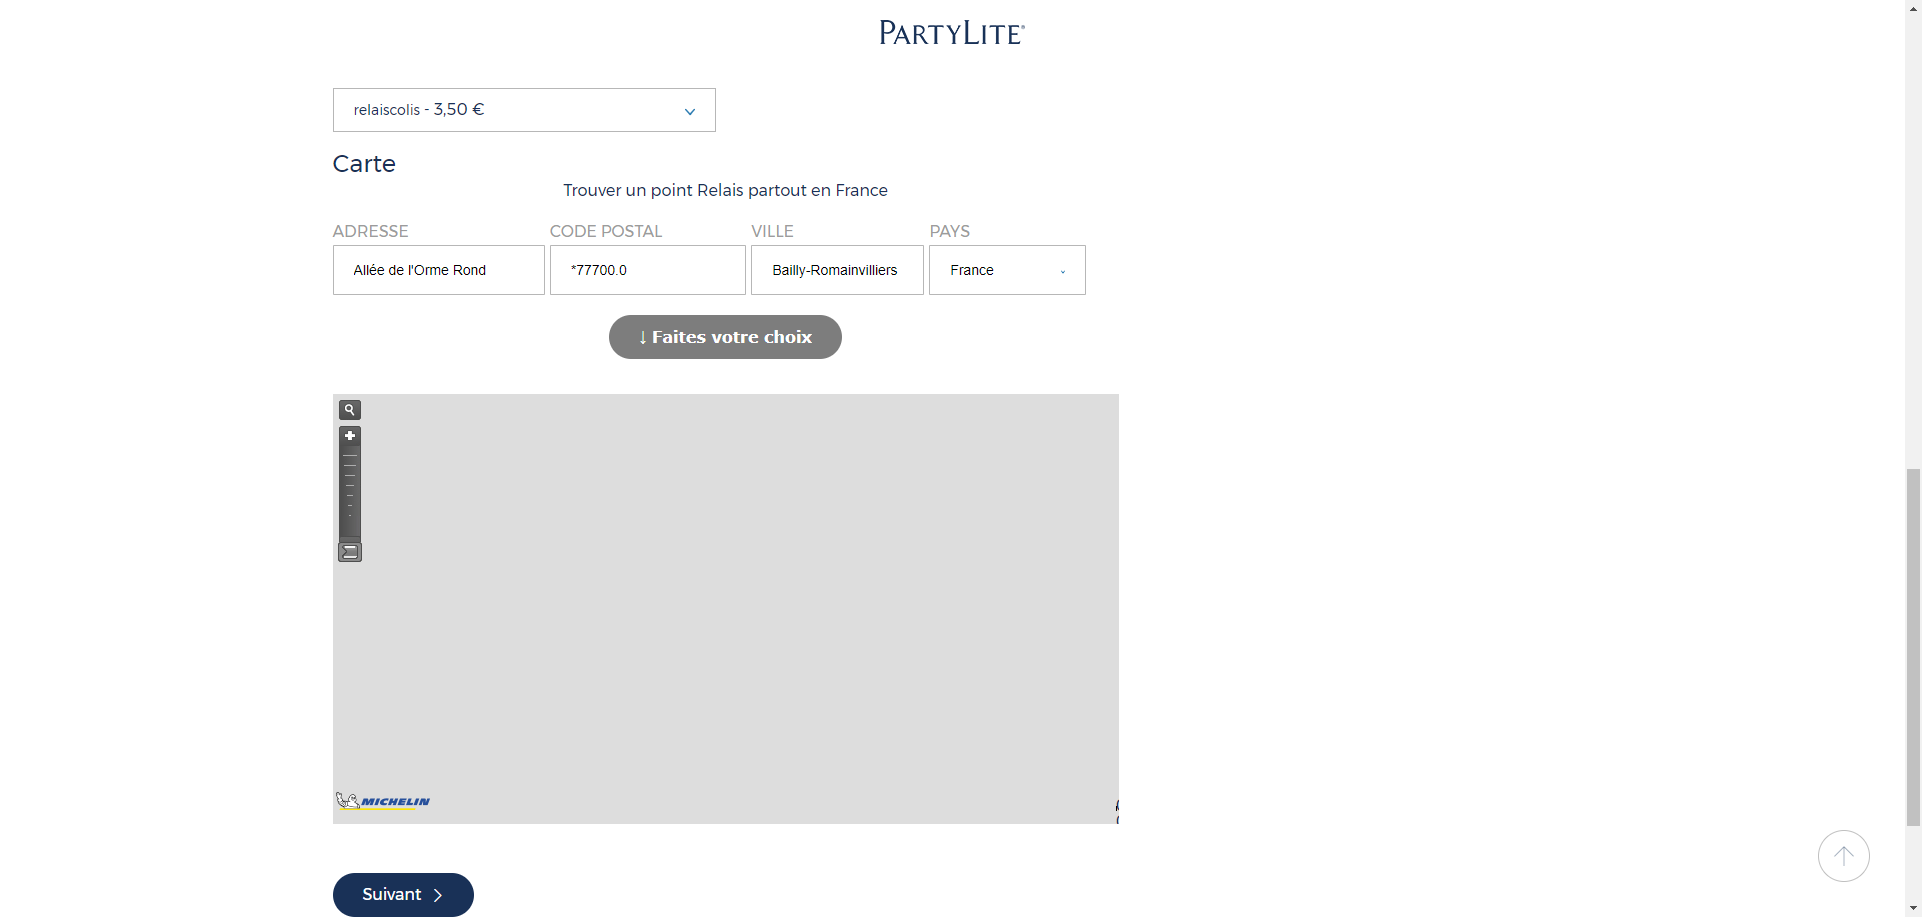 PARTYLITE®
relaiscolis - 3,50 €
Carte
Trouver un point Relais partout en France
ADRESSE CODE POSTAL VILLE PAYS
Allée de l'Orme Rond *77700.0 Bailly-Romainvilliers France
↓ Faites votre choix
MICHELIN
Suivant